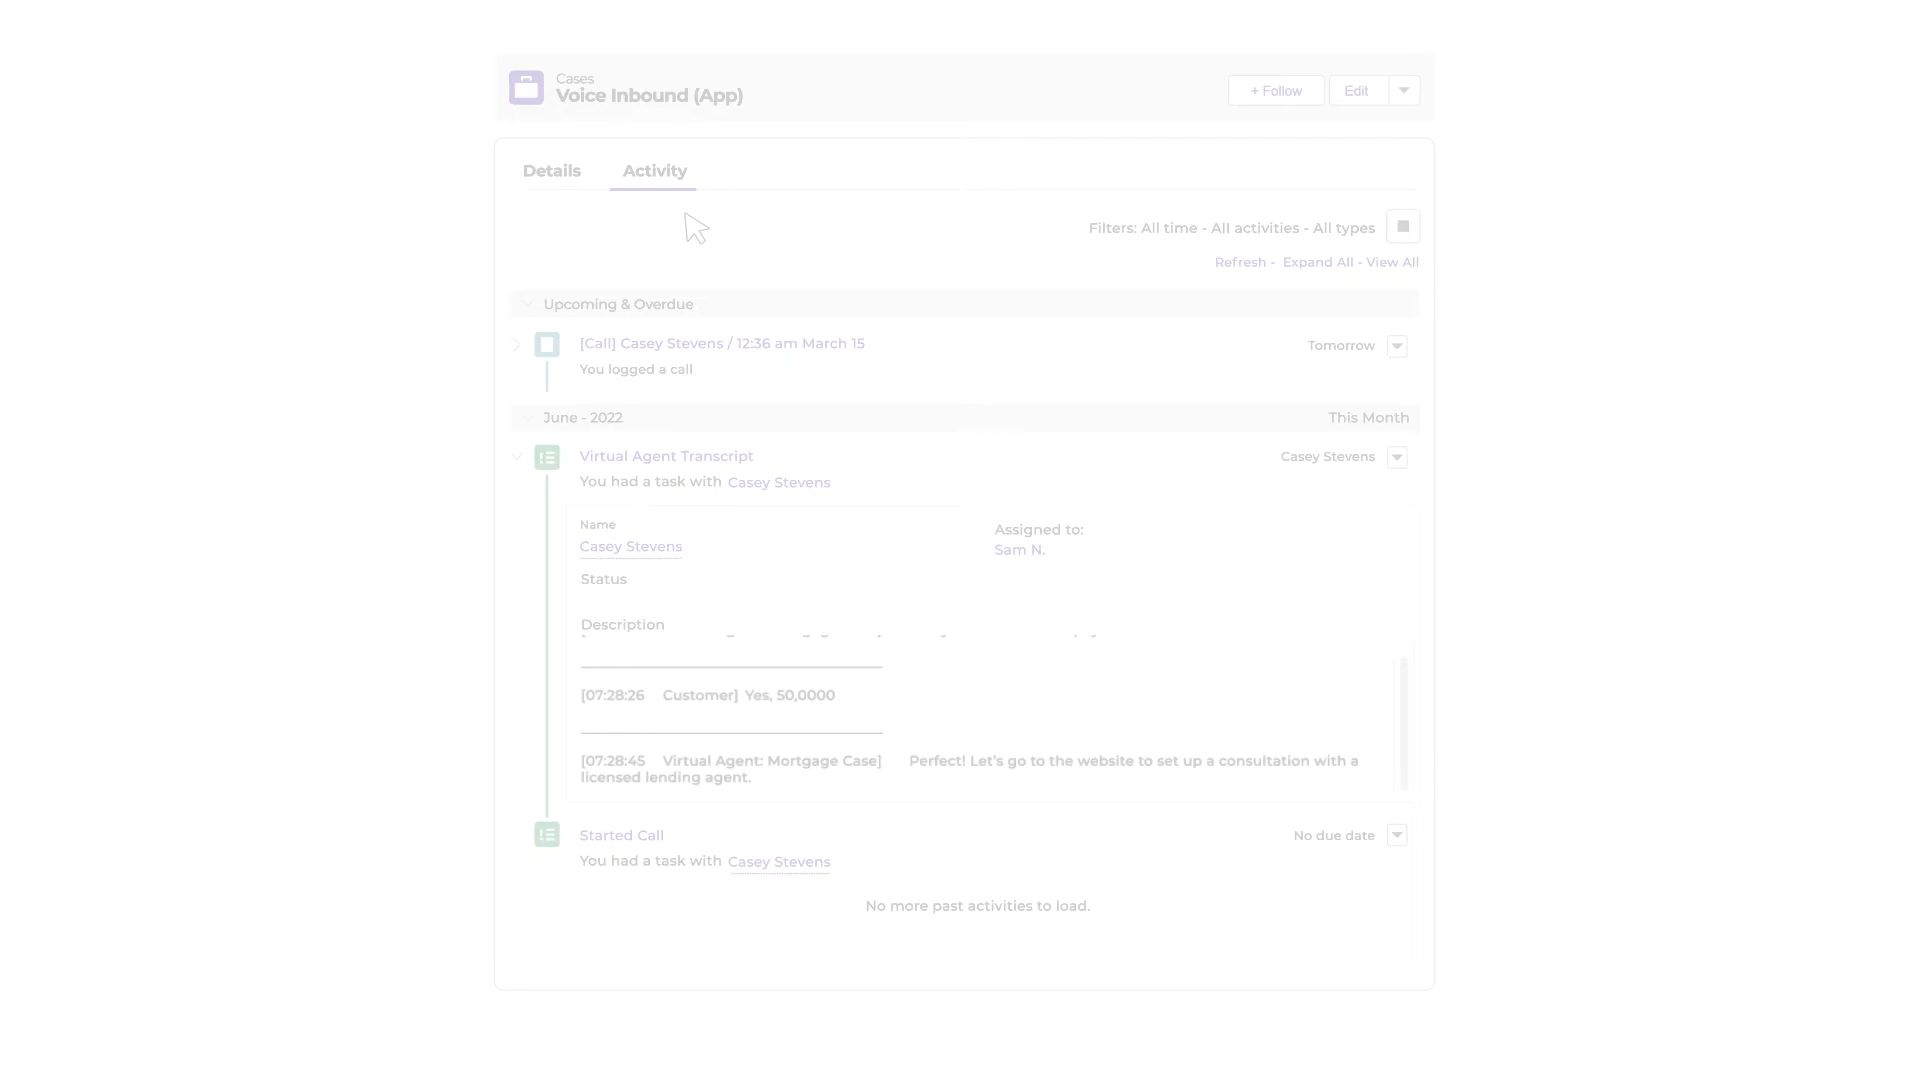 Cases
Voice Inbound (App)
+ Follow
Edit
Details
Activity
Filters: All time - All activities - All types
Refresh - Expand All - View All
Upcoming & Overdue
[Call] Casey Stevens / 12:36 am March 15
Tomorrow
You logged a call
June - 2022
This Month
Virtual Agent Transcript
Casey Stevens
You had a task with Casey Stevens
Name
Casey Stevens
Assigned to:
Sam N.
Status
Description
[07:28:26 Customer] Yes, 50,0000
[07:28:45 Virtual Agent: Mortgage Case] Perfect! Let's go to the website to set up a consultation with a
licensed lending agent.
Started Call
No due date
You had a task with Casey Stevens
No more past activities to load.